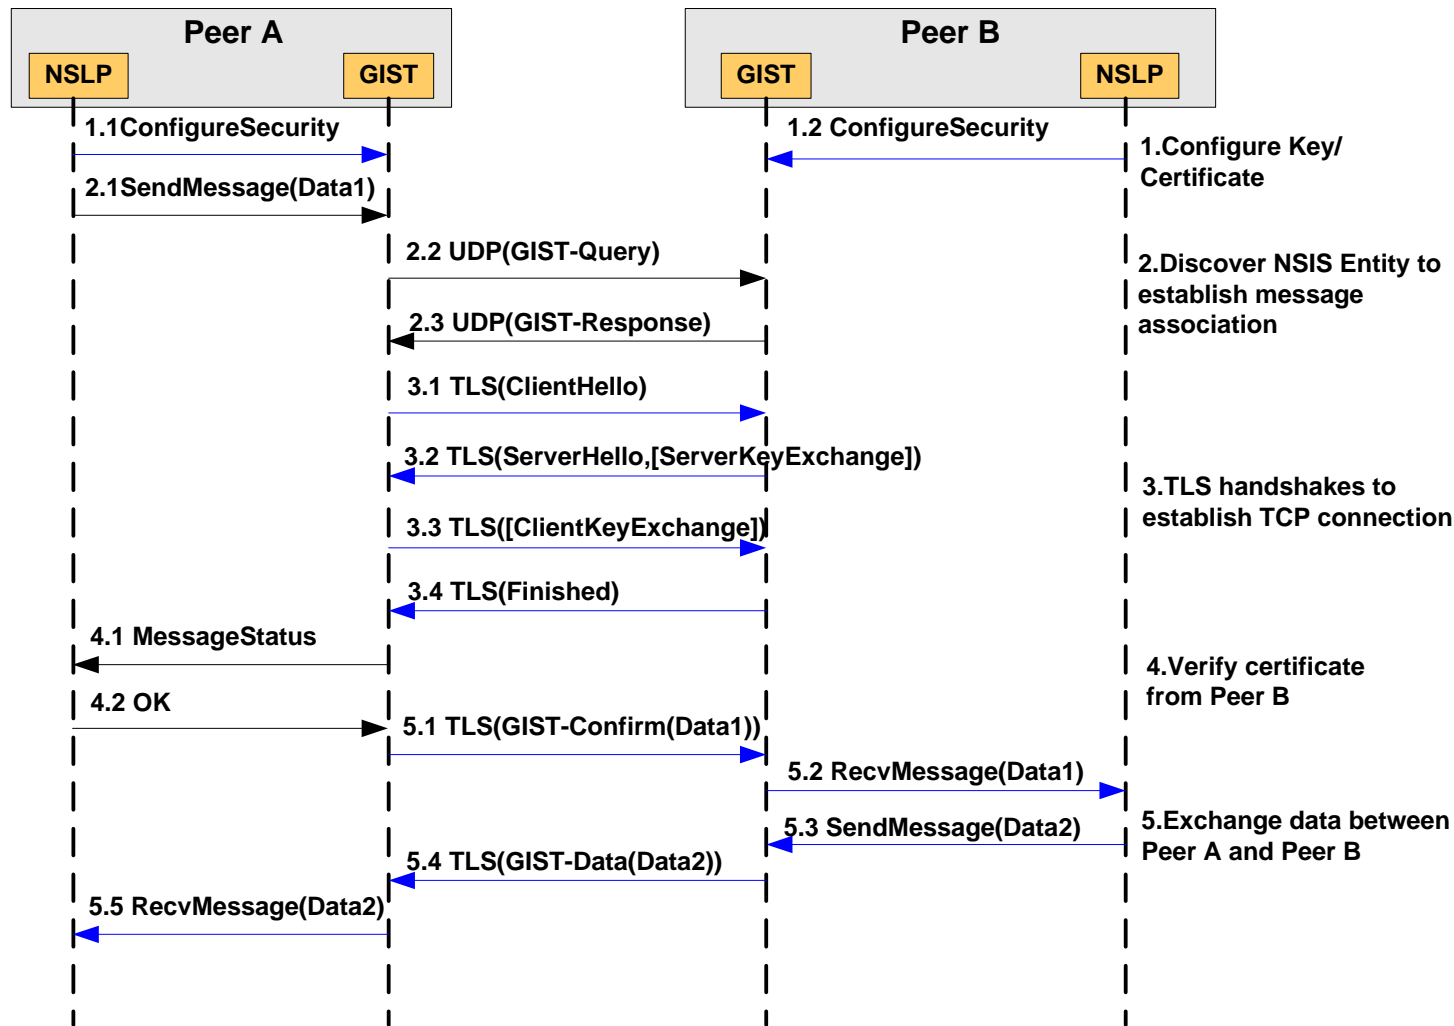 Peer A
Peer B
NSLP
GIST
GIST
NSLP
1.1ConfigureSecurity
1.2 ConfigureSecurity
1.Configure Key/
Certificate
2.1SendMessage(Data1)
2.2 UDP(GIST-Query)
2.Discover NSIS Entity to
establish message
association
2.3 UDP(GIST-Response)
3.1 TLS(ClientHello)
3.2 TLS(ServerHello,[ServerKeyExchange])
3.TLS handshakes to
establish TCP connection
3.3 TLS([ClientKeyExchange])
3.4 TLS(Finished)
4.1 MessageStatus
4.Verify certificate
from Peer B
4.2 OK
5.1 TLS(GIST-Confirm(Data1))
5.2 RecvMessage(Data1)
5.3 SendMessage(Data2)
5.Exchange data between
Peer A and Peer B
5.4 TLS(GIST-Data(Data2))
5.5 RecvMessage(Data2)